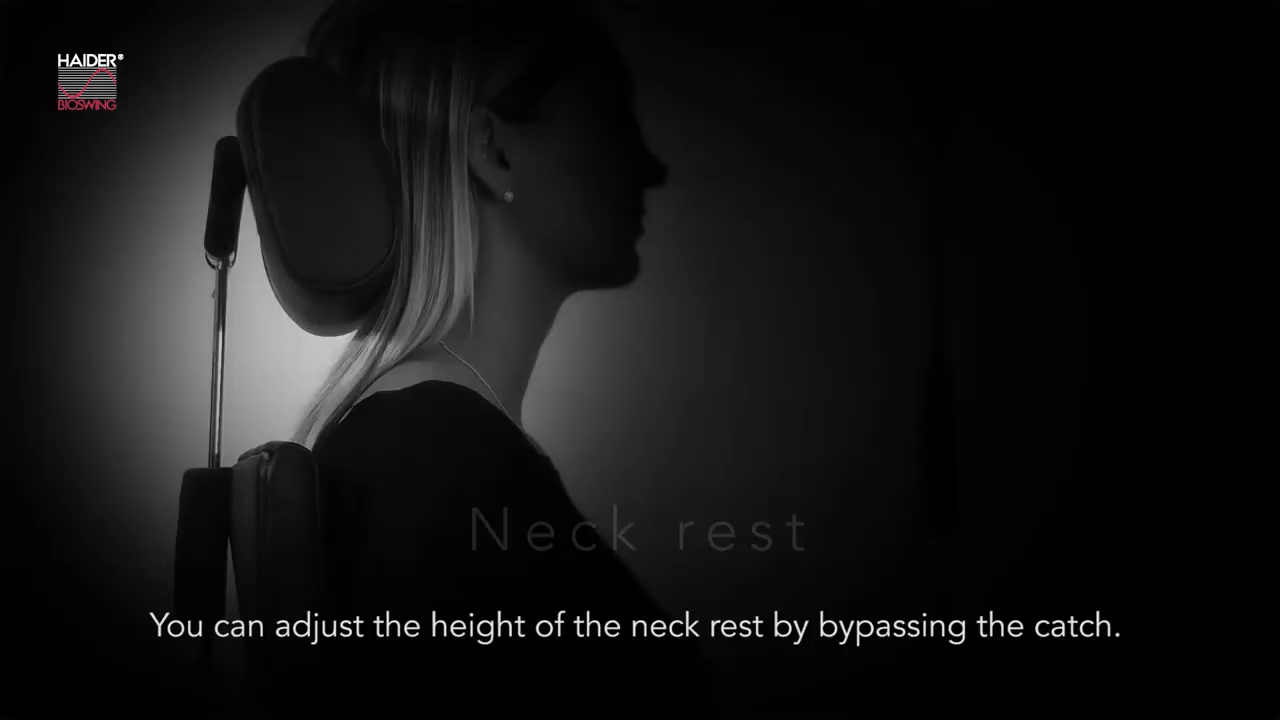 HAIDER®
BIOSWING
Neck rest
You can adjust the height of the neck rest by bypassing the catch.